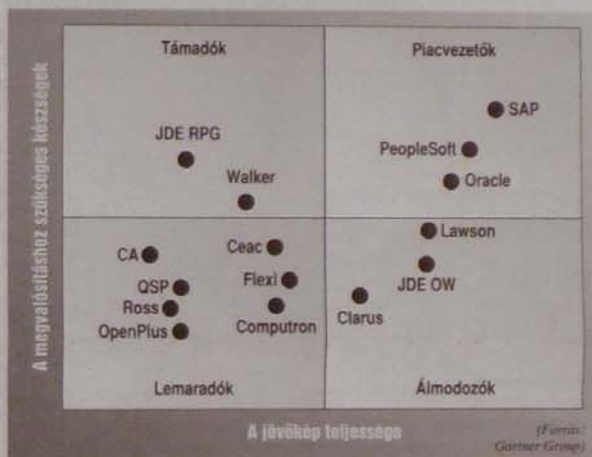 Támadók
Piacvezetők
SAP
JDE RPG
PeopleSoft
Walker
Oracle
Lawson
Ceac
CA
JDE OW
Flexi
QSP
Clarus
Ross
Computron
OpenPlus
Lemaradók
Álmodozók
A megvalósításhoz szükséges készségek
A jövőkép teljessége
(Forrás:
Gartner Group)